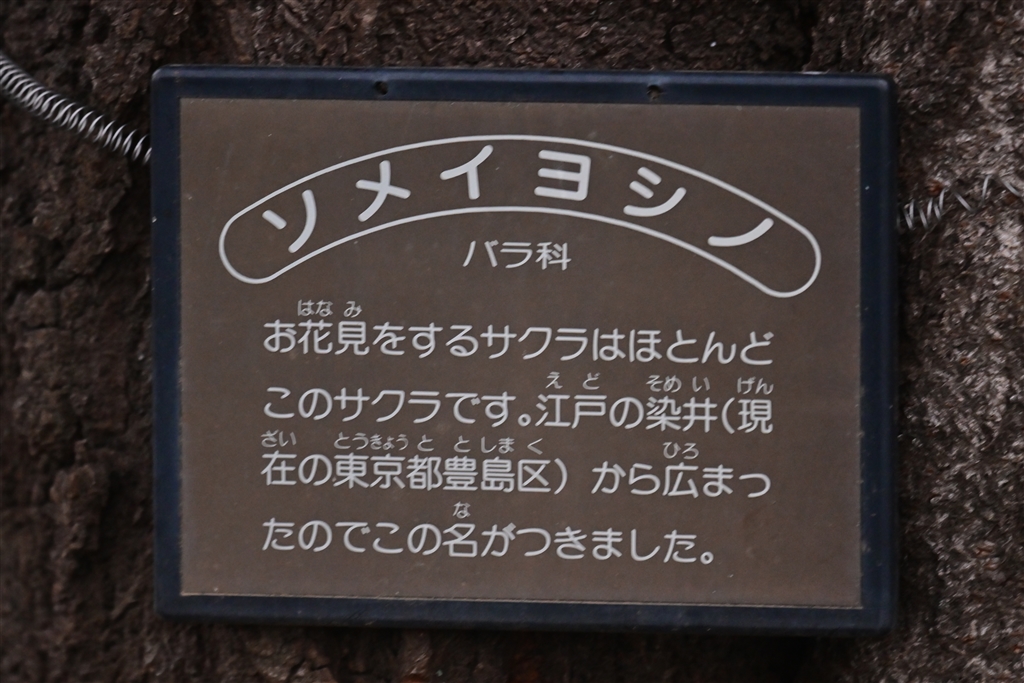 ソメイヨシノ
バラ科
はな み
お花見をするサクラはほとんど
え ど そめ い げん
このサクラです。江戸の染井(現
ざい とうきょう と としま く ひろ
在の東京都豊島区) から広まっ
な
たのでこの名がつきました。